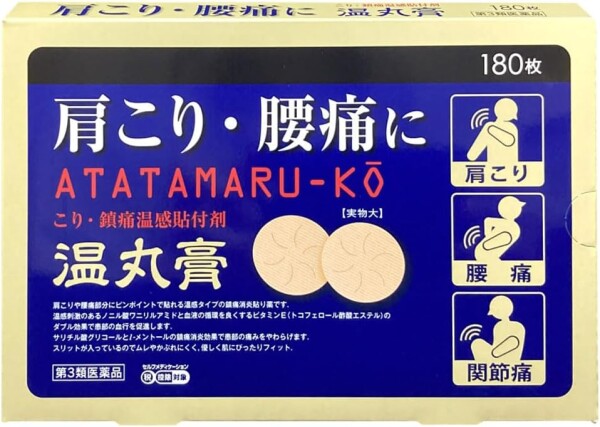 肩こり・腰痛に 温丸膏
こり・鎮痛温感貼付剤
180枚
第3類医薬品
180枚
肩こり・腰痛に
ATATAMARU-KŌ
こり・鎮痛温感貼付剤
【実物大】
温丸膏
肩こりや腰痛部分にピンポイントで貼れる温感タイプの鎮痛消炎貼り薬です。
温感刺激のあるノニル酸ワニリルアミドと血液の循環を良くするビタミンE(トコフェロール酢酸エステル)の
ダブル効果で患部の血行を促進します。
サリチル酸グリコールとl-メントールの鎮痛消炎効果で患部の痛みをやわらげます。
スリットが入っているのでムレやかぶれにくく、優しく肌にぴったりフィット。
第3類医薬品
セルフメディケーション
税 控除 対象
肩こり
腰痛
関節痛